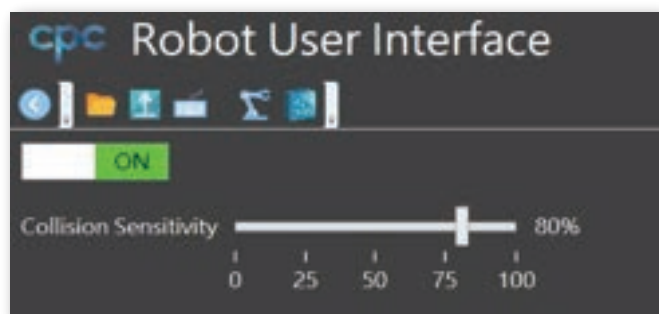 cpc Robot User Interface
ON
Collision Sensitivity 80%
0 25 50 75 100